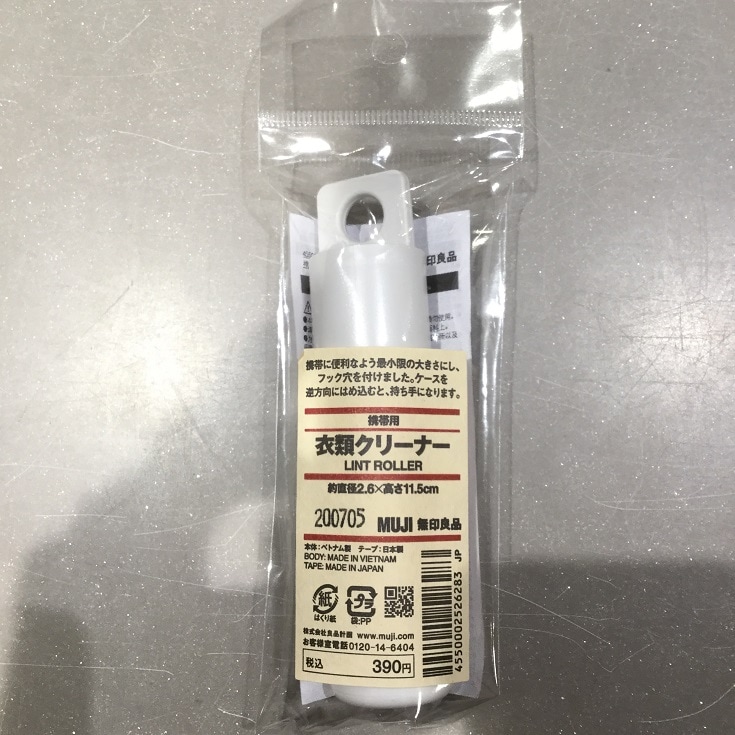 印良品
携帯に便利なよう最小限の大きさにし、
フック穴を付けました。ケースを
逆方向にはめ込むと、持ち手になります。
携帯用
衣類クリーナー
LINT ROLLER
約直径2.6×高さ11.5cm
200705 MUJI 無印良品
本体:ベトナム製 テープ:日本製
BODY: MADE IN VIETNAM
TAPE: MADE IN JAPAN
紙 プラ
はくり紙 袋:PP
株式会社良品計画 www.muji.com
お客様室電話0120-14-6404
税込 390円
4550002526283 JP